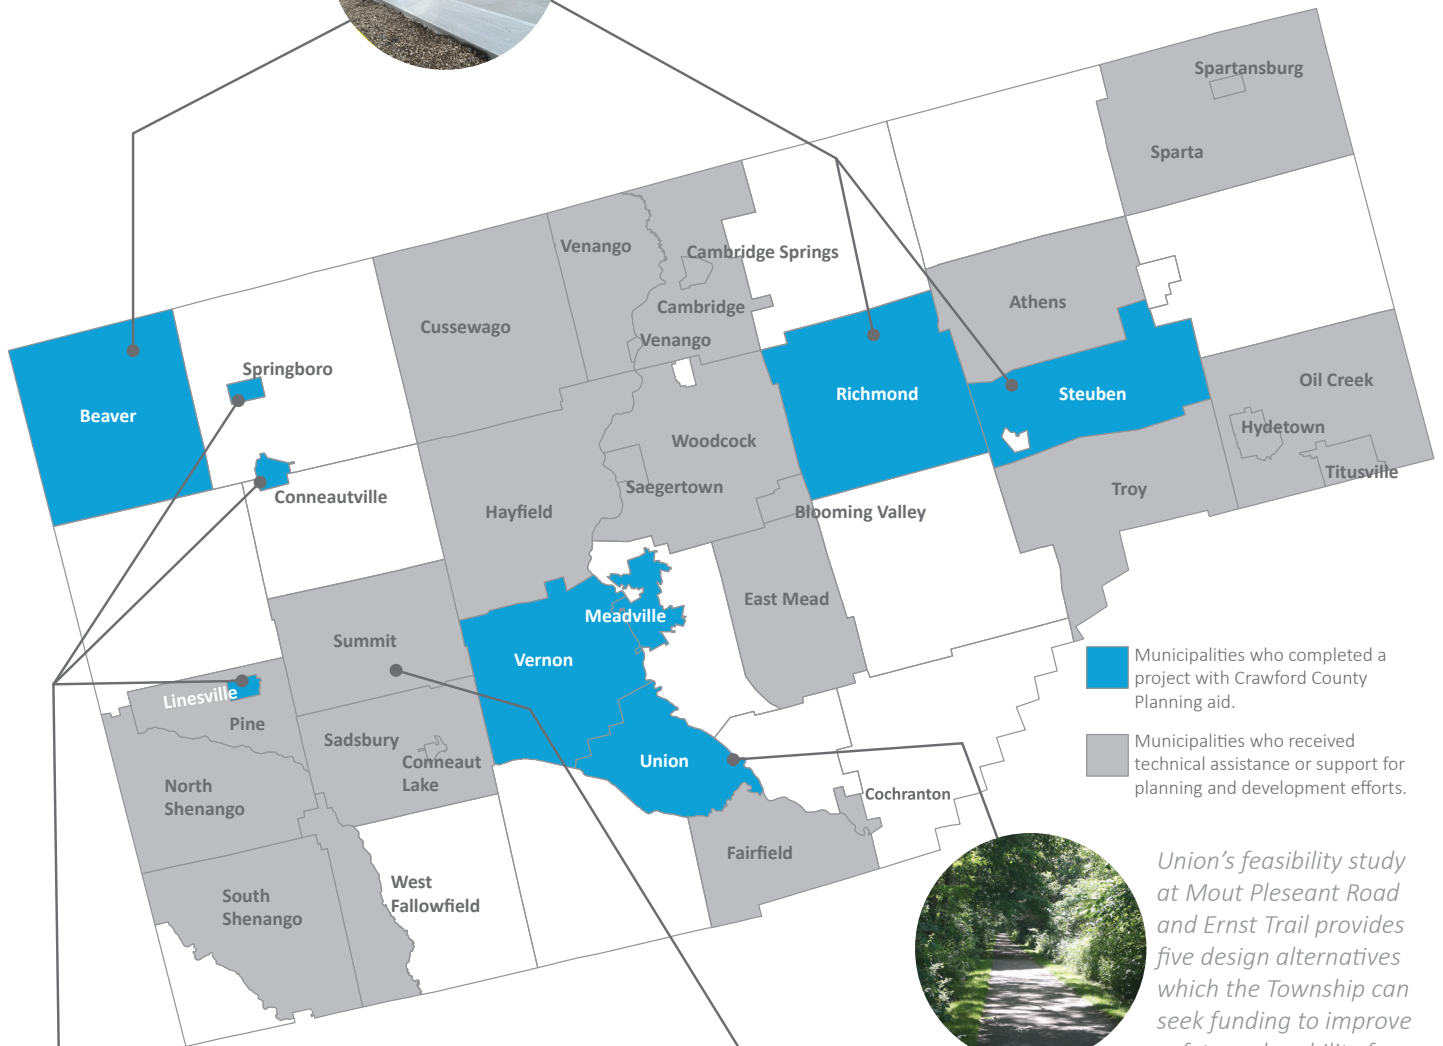 Spartansburg
Sparta
Venango
Cambridge Springs
Cambridge
Venango
Cussewago
Athens
Springboro
Beaver
Richmond
Steuben
Oil Creek
Hydetown
Titusville
Woodcock
Saegertown
Conneautville
Hayfield
Blooming Valley
Troy
East Mead
Meadville
Summit
Vernon
Linesville
Pine
Sadsbury
Conneaut
Lake
Union
North
Shenango
Cochranton
Fairfield
West
Fallowfield
South
Shenango
Municipalities who completed a
project with Crawford County
Planning aid.
Municipalities who received
technical assistance or support for
planning and development efforts.
Union’s feasibility study
at Mout Pleseant Road
and Ernst Trail provides
five design alternatives
which the Township can
seek funding to improve